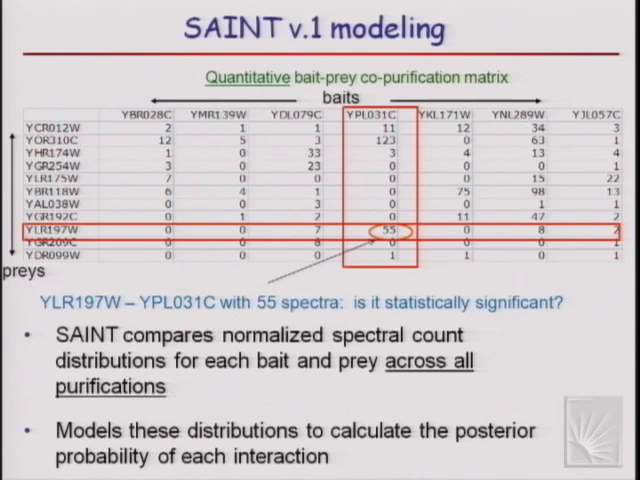 SAINT v.1 modeling
Quantitative bait-prey co-purification matrix
baits
YBR028C YMR139W YDL079C YPL031C YKL171W YNL289W YJL057C
YCR012W 2 1 1 11 12 34 3
YOR310C 12 5 3 123 0 63 1
YHR174W 1 0 33 3 4 13 4
YGR254W 3 0 23 0 0 0 1
YLR175W 7 0 0 0 0 15 22
YBR118W 6 4 1 0 75 98 13
YAL038W 0 0 3 0 0 1 1
YGR192C 0 1 2 0 11 47 2
YLR197W 0 0 7 55 0 8 2
YGR209C 0 0 8 0 0 0 1
YDR099W 0 0 0 1 1 0 1
preys
YLR197W – YPL031C with 55 spectra: is it statistically significant?
• SAINT compares normalized spectral count
distributions for each bait and prey across all
purifications
• Models these distributions to calculate the posterior
probability of each interaction